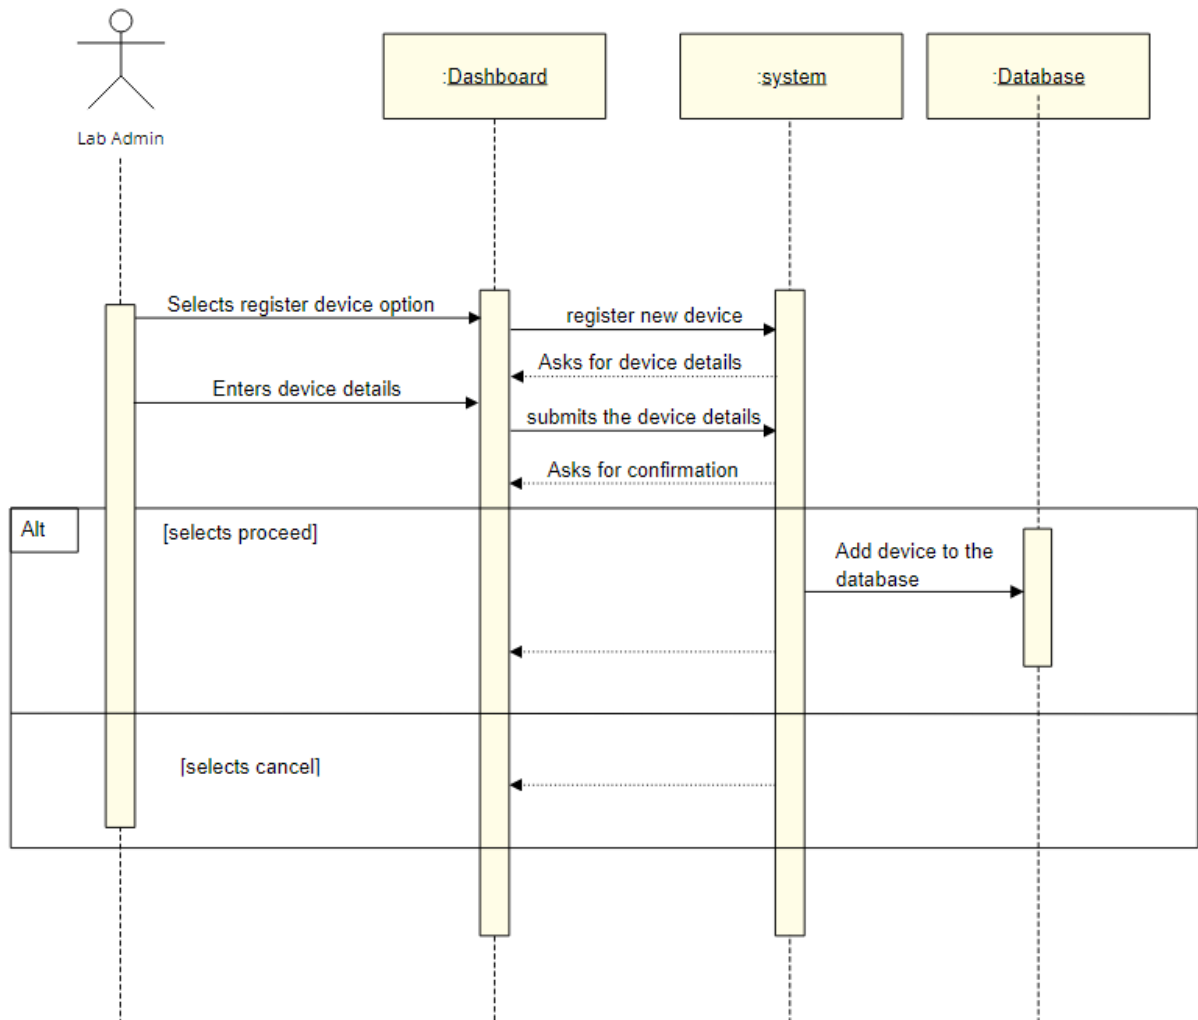 :Dashboard
:system
:Database
Lab Admin
Selects register device option
register new device
Asks for device details
Enters device details
submits the device details
Asks for confirmation
Alt
[selects proceed]
Add device to the
database
[selects cancel]